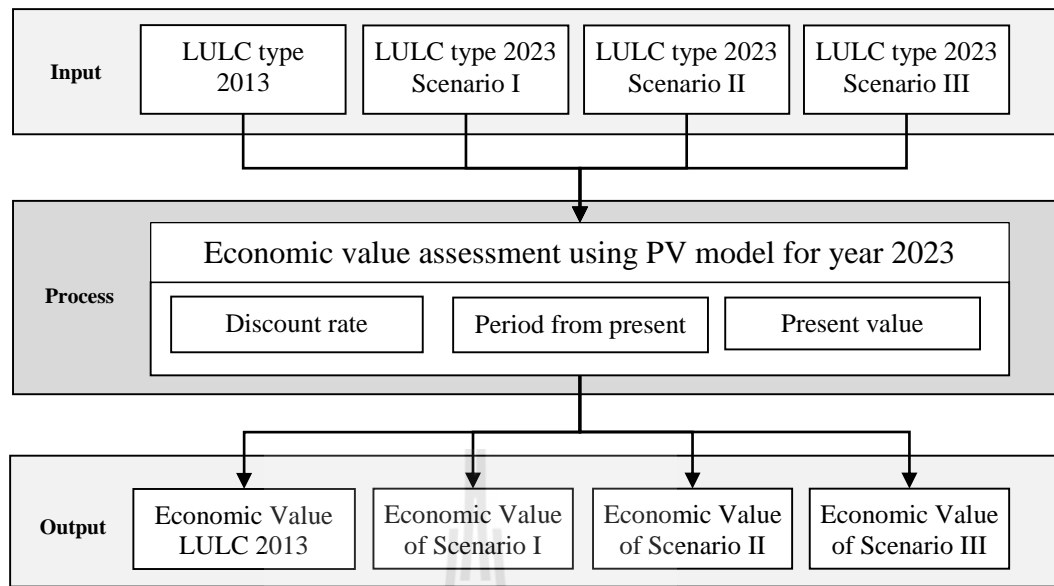 Input
LULC type
2013
LULC type 2023
Scenario I
LULC type 2023
Scenario II
LULC type 2023
Scenario III
Process
Economic value assessment using PV model for year 2023
Discount rate
Period from present
Present value
Output
Economic Value
LULC 2013
Economic Value
of Scenario I
Economic Value
of Scenario II
Economic Value
of Scenario III